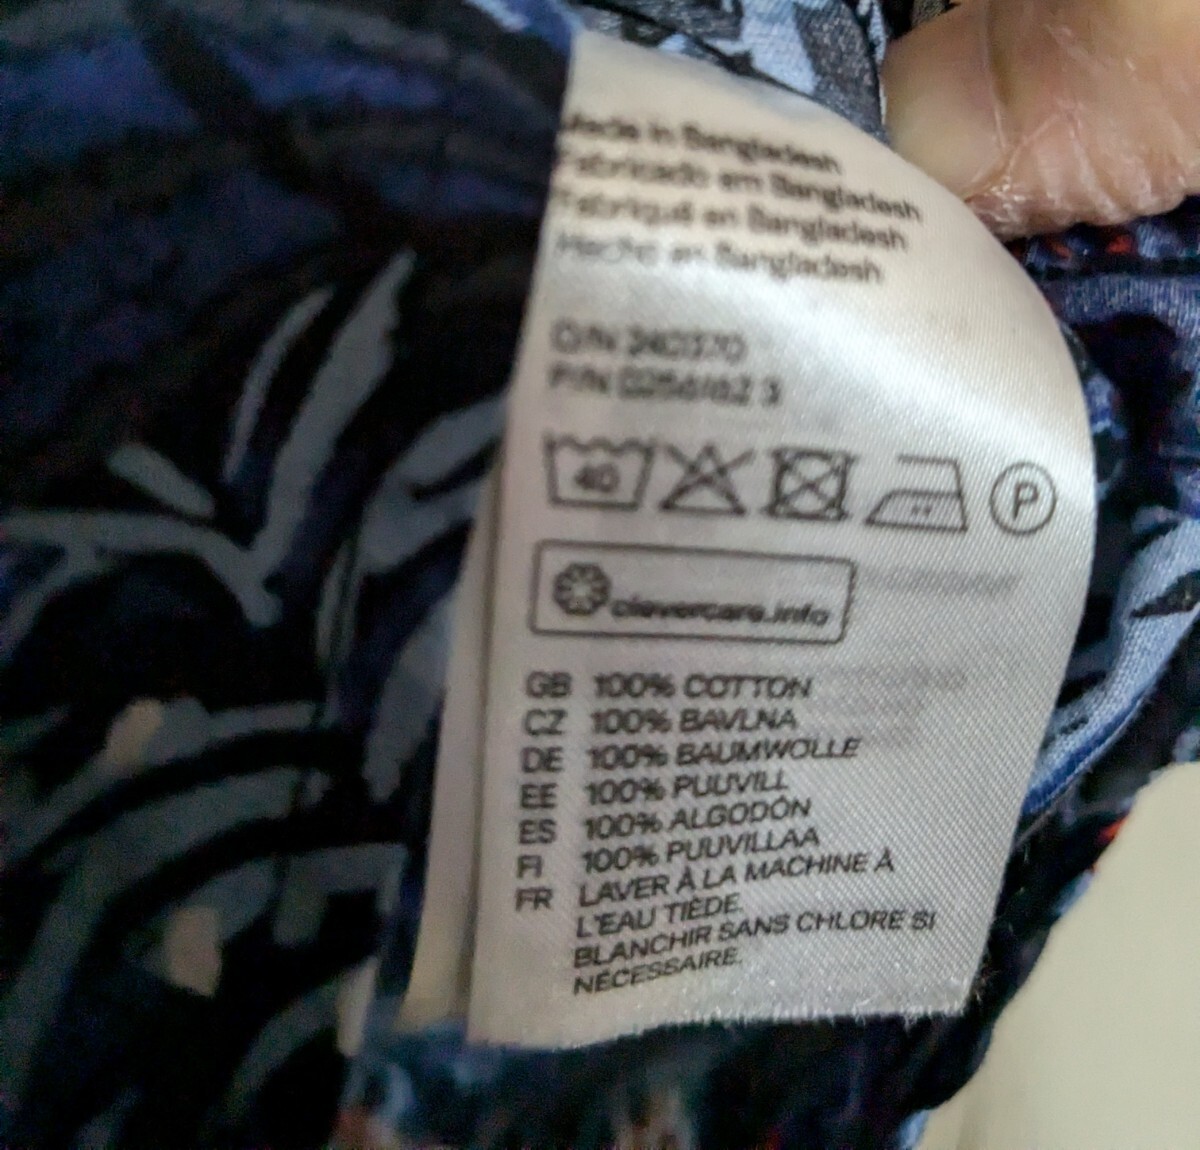 Made in Bangladesh
Fabricado em Bangladesh
Fabriqué en Bangladesh
Hecho en Bangladesh
O/N 240370
P/N
40
P
clevercare.info
GB 100% COTTON
CZ 100% BAVLNA
DE 100% BAUMWOLLE
EE 100% PUUVILL
ES 100% ALGODÓN
FI 100% PUUVILLAA
FR LAVER À LA MACHINE À
L'EAU TIÈDE.
BLANCHIR SANS CHLORE SI
NÉCESSAIRE.